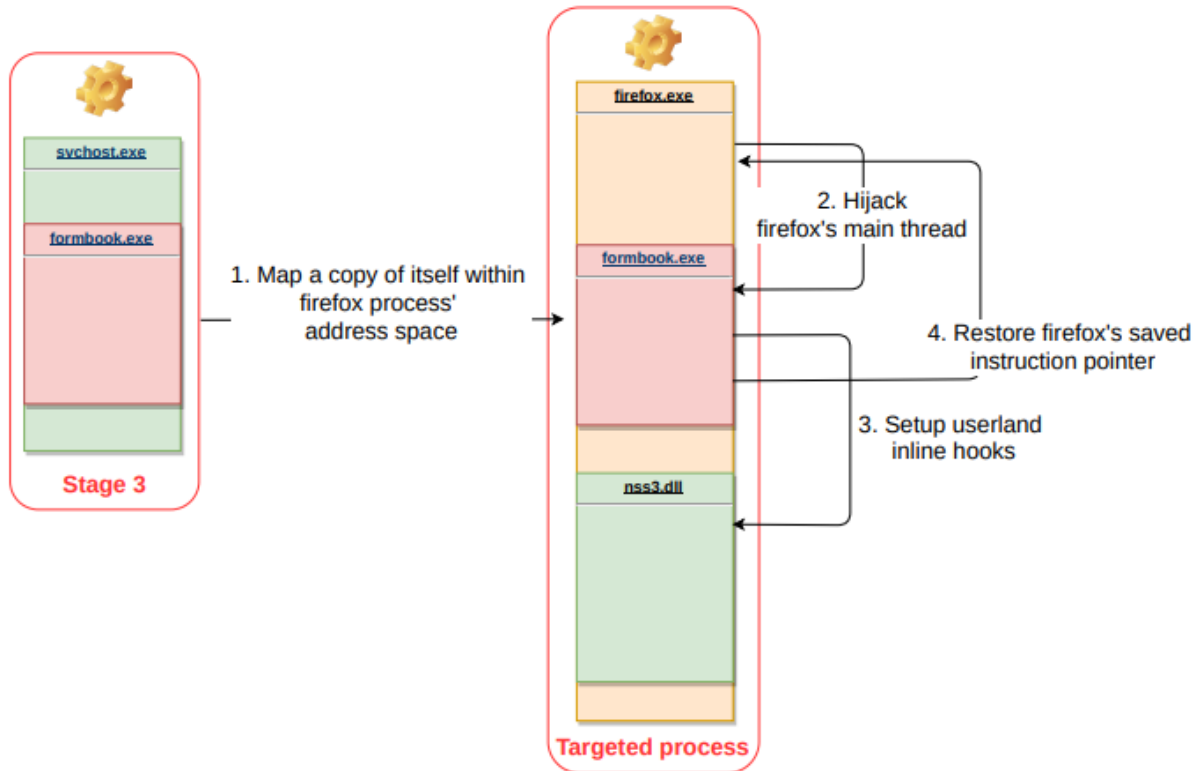 svchost.exe
formbook.exe
Stage 3
1. Map a copy of itself within
firefox process'
address space
firefox.exe
formbook.exe
nss3.dll
Targeted process
2. Hijack
firefox's main thread
3. Setup userland
inline hooks
4. Restore firefox's saved
instruction pointer